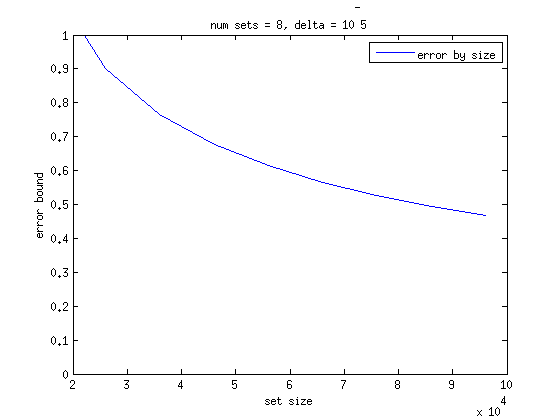 num sets = 8, delta = 10⁻5
error by size
1
0.9
0.8
0.7
0.6
0.5
0.4
0.3
0.2
0.1
0
error bound
2 3 4 5 6 7 8 9 10
set size
x 10^4